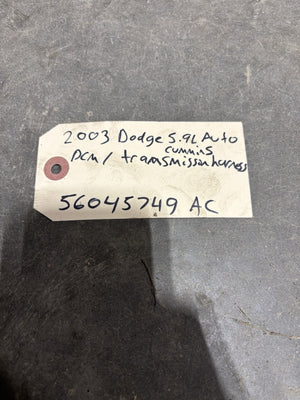 2003 Dodge 5.9L Auto
cummins
PCM / transmission harness
56045749 AC